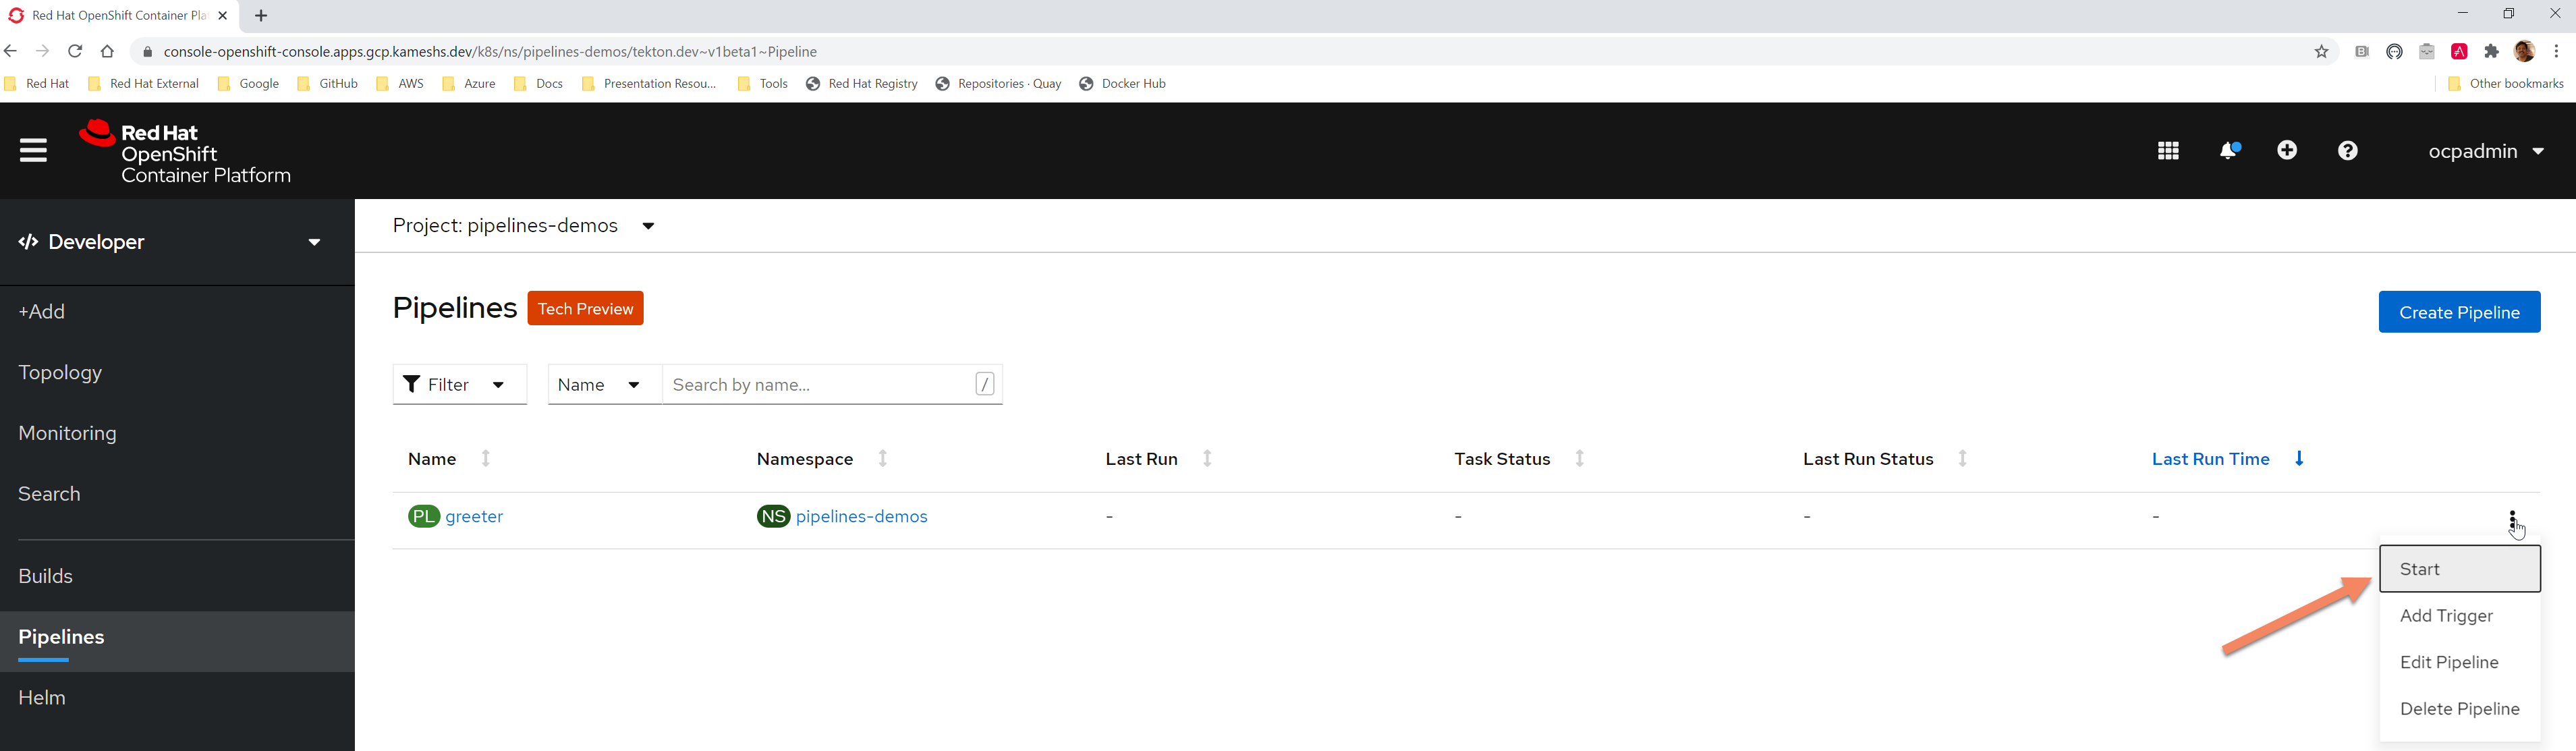 Red Hat OpenShift Container Pla
console-openshift-console.apps.gcp.kameshs.dev/k8s/ns/pipelines-demos/tekton.dev~v1beta1~Pipeline
Red Hat Red Hat External Google GitHub AWS Azure Docs Presentation Resou... Tools Red Hat Registry Repositories · Quay Docker Hub Other bookmarks
Red Hat
OpenShift
Container Platform
ocpadmin
Developer
+Add
Topology
Monitoring
Search
Builds
Pipelines
Helm
Project: pipelines-demos
Pipelines Tech Preview
Create Pipeline
Filter Name Search by name... /
Name Namespace Last Run Task Status Last Run Status Last Run Time
PL greeter NS pipelines-demos - - - -
Start
Add Trigger
Edit Pipeline
Delete Pipeline